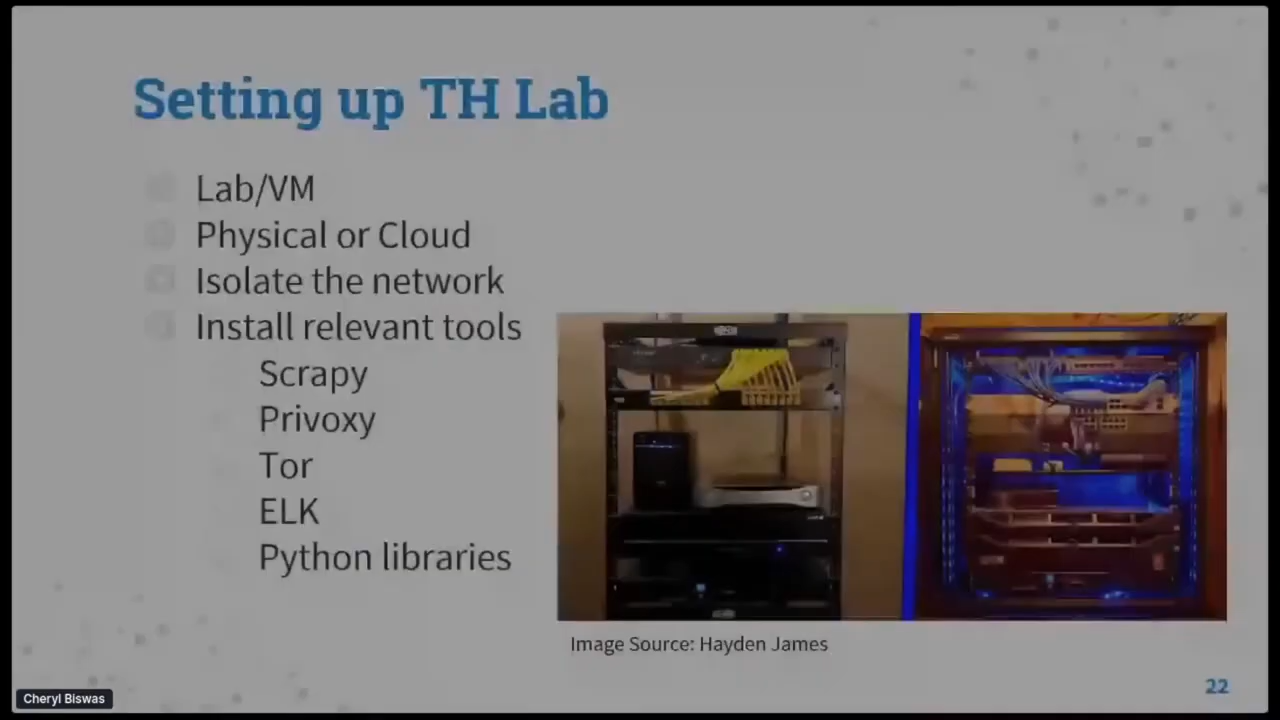 Setting up TH Lab
Lab/VM
Physical or Cloud
Isolate the network
Install relevant tools
Scrapy
Privoxy
Tor
ELK
Python libraries
Image Source: Hayden James
Cheryl Biswas
22